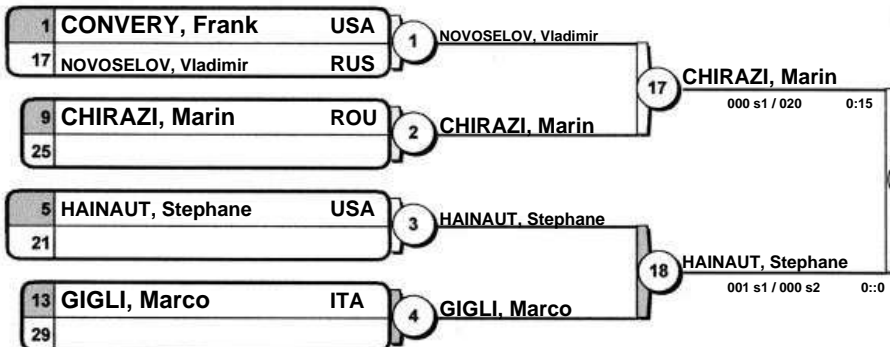 1 CONVERY, Frank USA
17 NOVOSELOV, Vladimir RUS
1 NOVOSELOV, Vladimir
17 CHIRAZI, Marin
000 s1 / 020 0:15
9 CHIRAZI, Marin ROU
25
2 CHIRAZI, Marin
5 HAINAUT, Stephane USA
21
3 HAINAUT, Stephane
18 HAINAUT, Stephane
001 s1 / 000 s2 0::0
13 GIGLI, Marco ITA
29
4 GIGLI, Marco